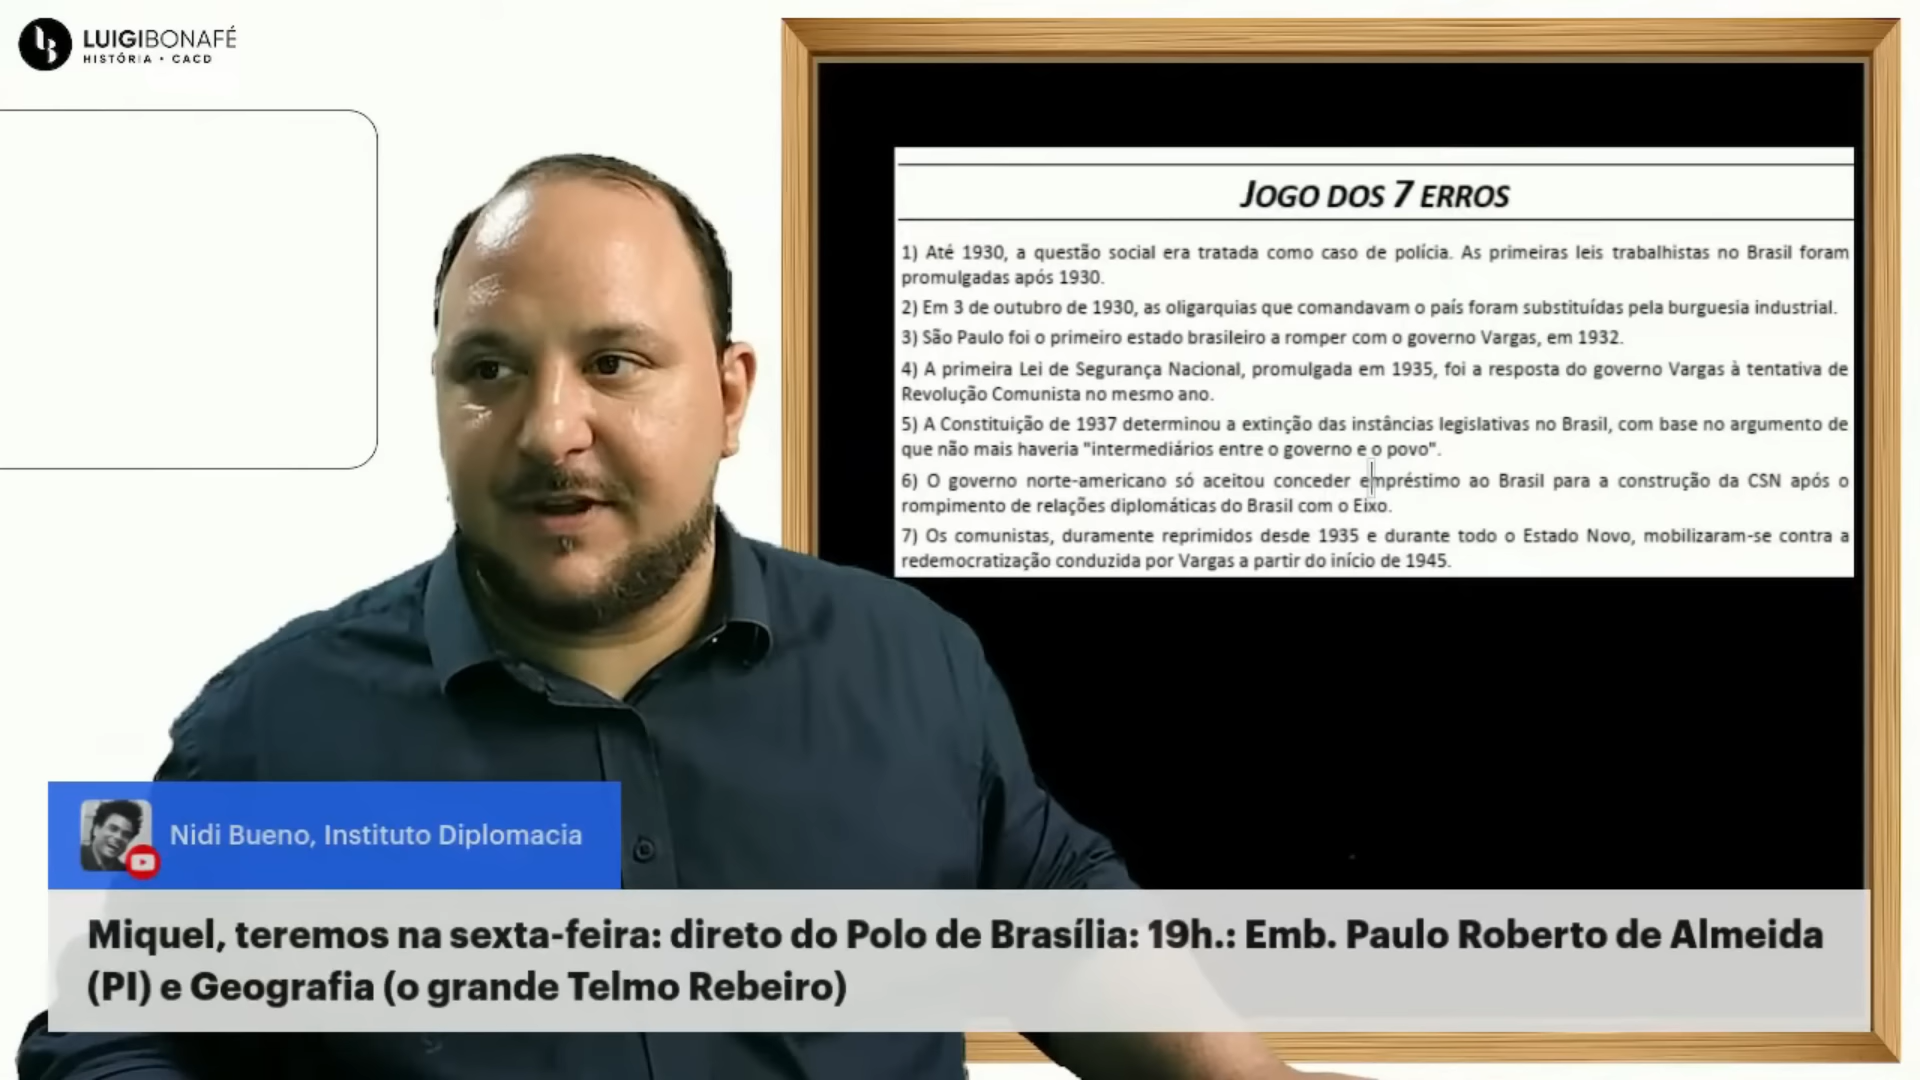 LUIGIBONAFÉ
HISTÓRIA • CACD
JOGO DOS 7 ERROS
1) Até 1930, a questão social era tratada como caso de polícia. As primeiras leis trabalhistas no Brasil foram
promulgadas após 1930.
2) Em 3 de outubro de 1930, as oligarquias que comandavam o país foram substituídas pela burguesia industrial.
3) São Paulo foi o primeiro estado brasileiro a romper com o governo Vargas, em 1932.
4) A primeira Lei de Segurança Nacional, promulgada em 1935, foi a resposta do governo Vargas à tentativa de
Revolução Comunista no mesmo ano.
5) A Constituição de 1937 determinou a extinção das instâncias legislativas no Brasil, com base no argumento de
que não mais haveria "intermediários entre o governo e o povo".
6) O governo norte-americano só aceitou conceder empréstimo ao Brasil para a construção da CSN após o
rompimento de relações diplomáticas do Brasil com o Eixo.
7) Os comunistas, duramente reprimidos desde 1935 e durante todo o Estado Novo, mobilizaram-se contra a
redemocratização conduzida por Vargas a partir do início de 1945.
Nidi Bueno, Instituto Diplomacia
Miquel, teremos na sexta-feira: direto do Polo de Brasília: 19h.: Emb. Paulo Roberto de Almeida
(PI) e Geografia (o grande Telmo Rebeiro)